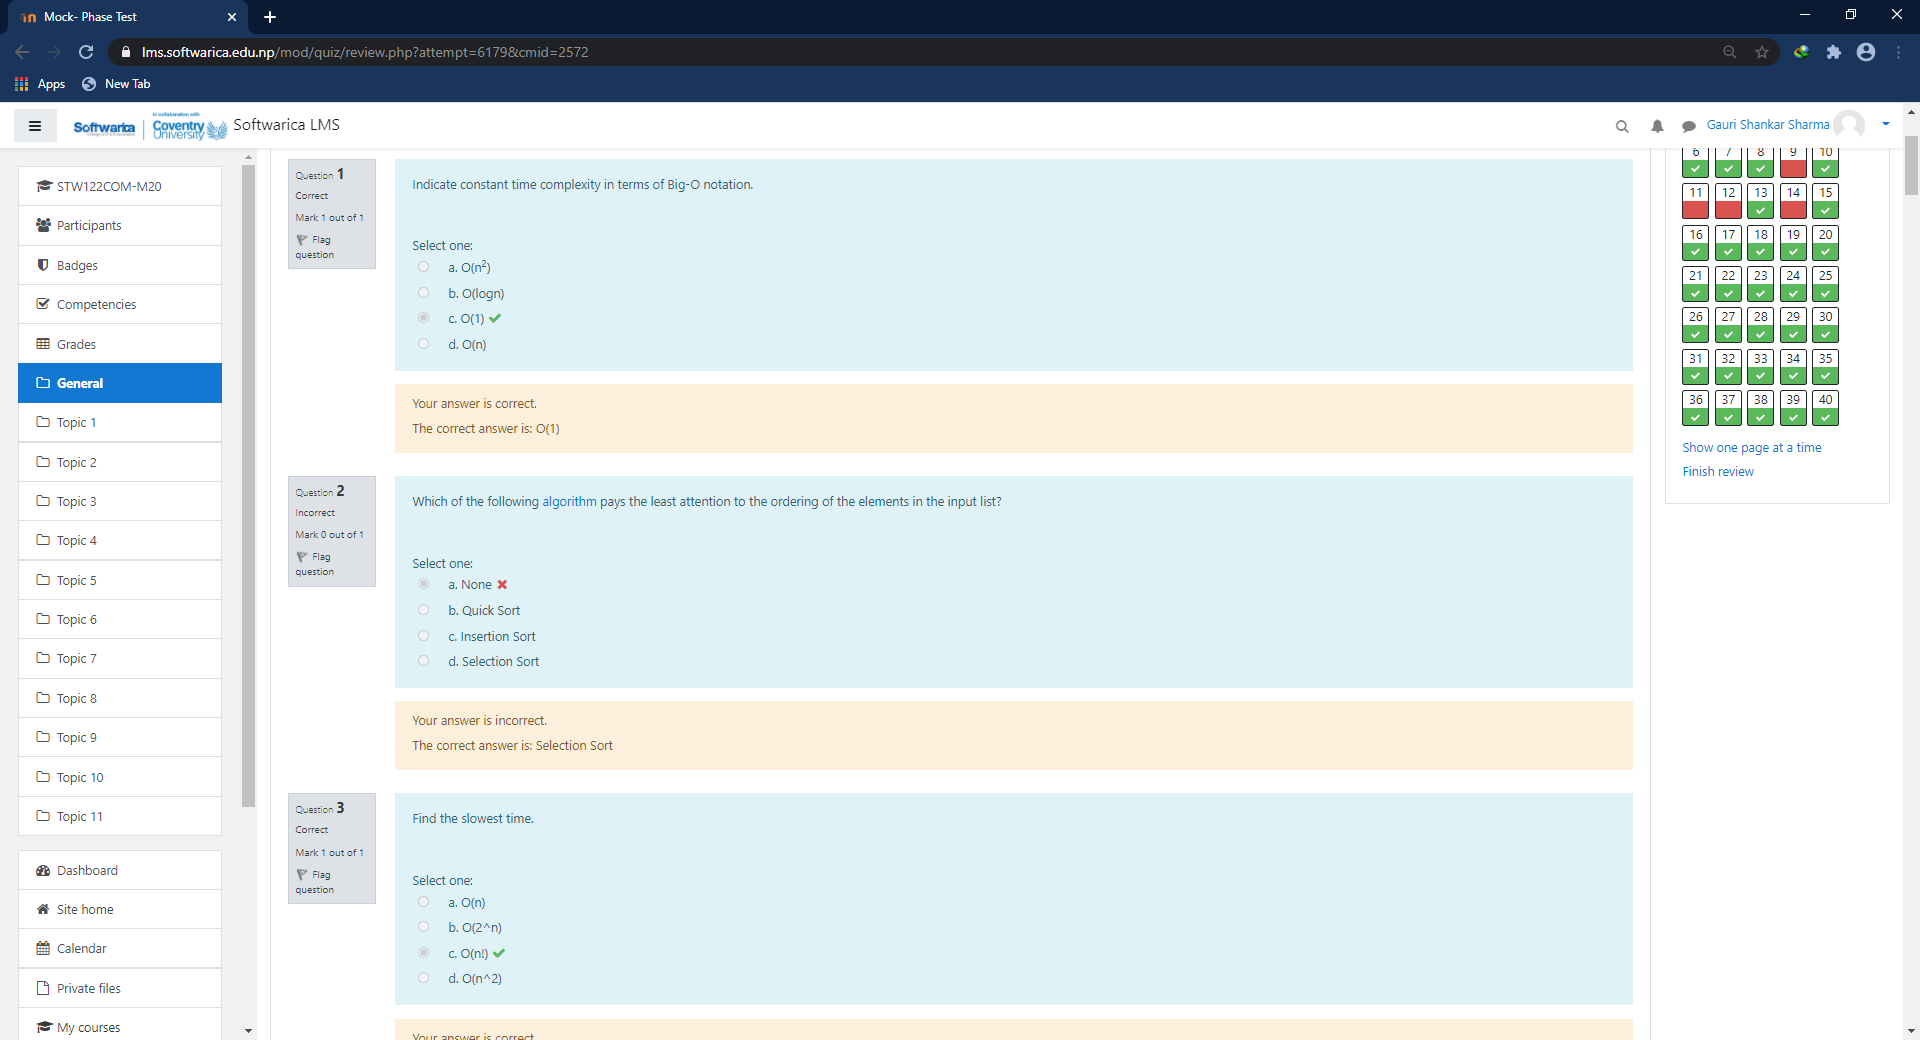 Mock- Phase Test
lms.softwarica.edu.np/mod/quiz/review.php?attempt=6179&cmid=2572
Apps
New Tab
Softwarica
in collaboration with
Coventry
University
Softwarica LMS
Gauri Shankar Sharma
STW122COM-M20
Participants
Badges
Competencies
Grades
General
Topic 1
Topic 2
Topic 3
Topic 4
Topic 5
Topic 6
Topic 7
Topic 8
Topic 9
Topic 10
Topic 11
Dashboard
Site home
Calendar
Private files
My courses
Question 1
Correct
Mark 1 out of 1
Flag
question
Indicate constant time complexity in terms of Big-O notation.
Select one:
a. O(n²)
b. O(logn)
c. O(1)
d. O(n)
Your answer is correct.
The correct answer is: O(1)
Question 2
Incorrect
Mark 0 out of 1
Flag
question
Which of the following algorithm pays the least attention to the ordering of the elements in the input list?
Select one:
a. None
b. Quick Sort
c. Insertion Sort
d. Selection Sort
Your answer is incorrect.
The correct answer is: Selection Sort
Question 3
Correct
Mark 1 out of 1
Flag
question
Find the slowest time.
Select one:
a. O(n)
b. O(2^n)
c. O(n!)
d. O(n^2)
Your answer is correct.
6 7 8 9 10
11 12 13 14 15
16 17 18 19 20
21 22 23 24 25
26 27 28 29 30
31 32 33 34 35
36 37 38 39 40
Show one page at a time
Finish review